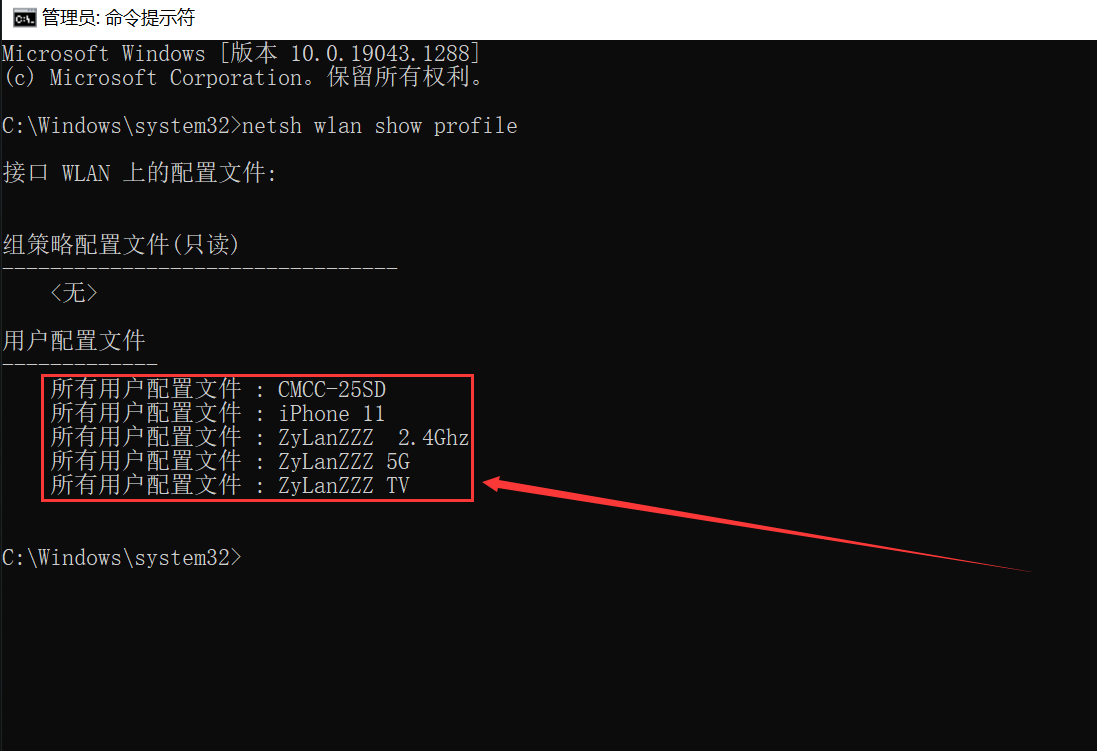 管理员: 命令提示符
Microsoft Windows [版本 10.0.19043.1288]
(c) Microsoft Corporation。保留所有权利。
C:\Windows\system32>netsh wlan show profile
接口 WLAN 上的配置文件:
组策略配置文件(只读)
---------------------------------
    <无>
用户配置文件
-------------
    所有用户配置文件 : CMCC-25SD
    所有用户配置文件 : iPhone 11
    所有用户配置文件 : ZyLanZZZ  2.4Ghz
    所有用户配置文件 : ZyLanZZZ 5G
    所有用户配置文件 : ZyLanZZZ TV
C:\Windows\system32>